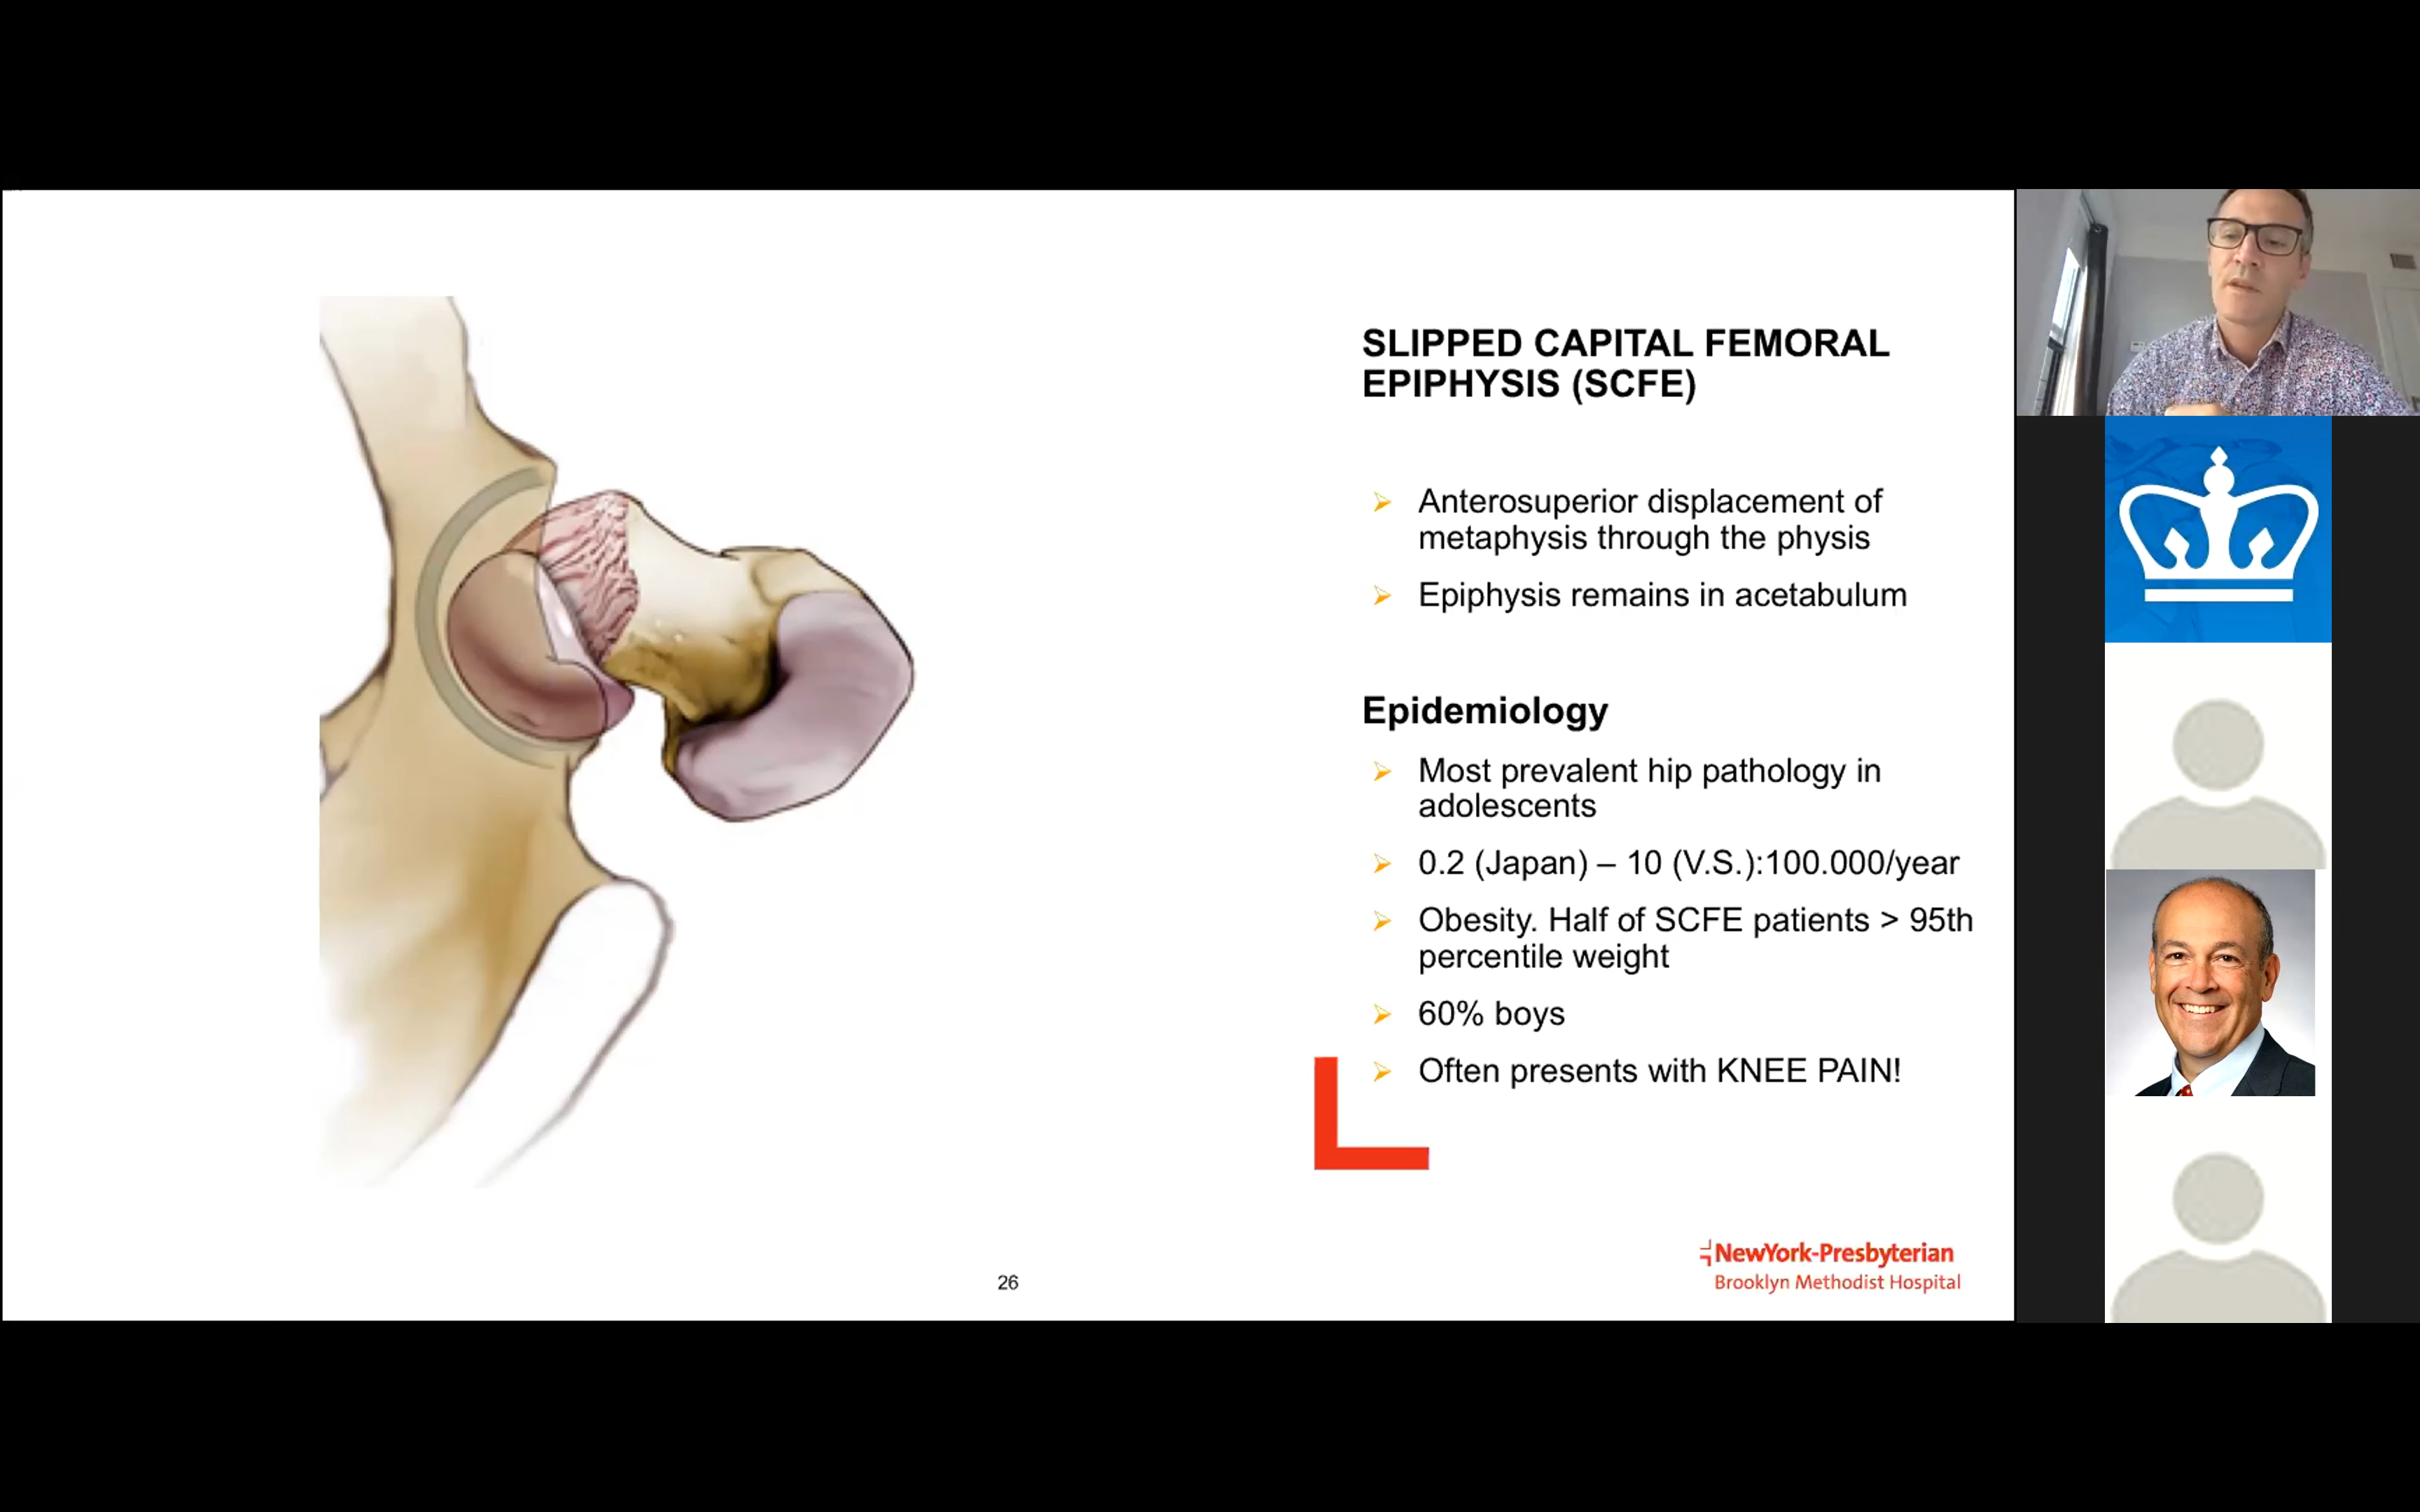 SLIPPED CAPITAL FEMORAL
EPIPHYSIS (SCFE)
Anterosuperior displacement of
metaphysis through the physis
Epiphysis remains in acetabulum
Epidemiology
Most prevalent hip pathology in
adolescents
0.2 (Japan) – 10 (V.S.):100.000/year
Obesity. Half of SCFE patients > 95th
percentile weight
60% boys
Often presents with KNEE PAIN!
NewYork-Presbyterian
Brooklyn Methodist Hospital
26